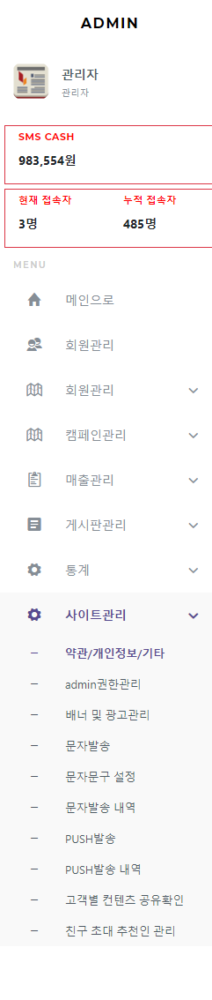 ADMIN
관리자
관리자
SMS CASH
983,554원
현재 접속자 누적 접속자
3명 485명
MENU
메인으로
회원관리
회원관리
캠페인관리
매출관리
게시판관리
통계
사이트관리
약관/개인정보/기타
admin권한관리
배너 및 광고관리
문자발송
문자문구 설정
문자발송 내역
PUSH발송
PUSH발송 내역
고객별 컨텐츠 공유확인
친구 초대 추천인 관리